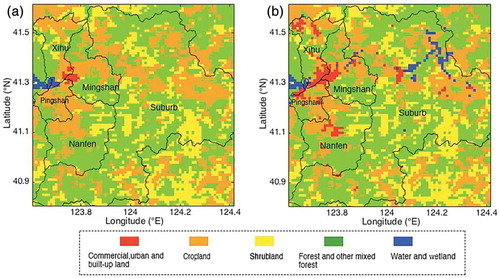 (a)
(b)
41.5
41.3
41.1
40.9
Latitude (°N)
Xihu
Pingshan
Mingshan
Suburb
Nanfen
123.8
124.0
124.2
124.4
Longitude (°E)
41.5
41.3
41.1
40.9
Latitude (°N)
Xihu
Pingshan
Mingshan
Suburb
Nanfen
123.8
124.0
124.2
124.4
Longitude (°E)
Commercial,urban and
built-up land
Cropland
Shrubland
Forest and other mixed
forest
Water and wetland